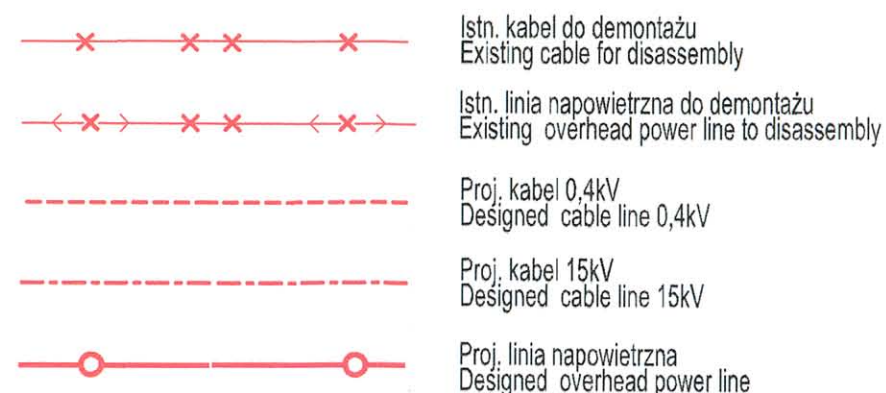 Istn. kabel do demontażu
Existing cable for disassembly
Istn. linia napowietrzna do demontażu
Existing overhead power line to disassembly
Proj. kabel 0,4kV
Designed cable line 0,4kV
Proj. kabel 15kV
Designed cable line 15kV
Proj. linia napowietrzna
Designed overhead power line